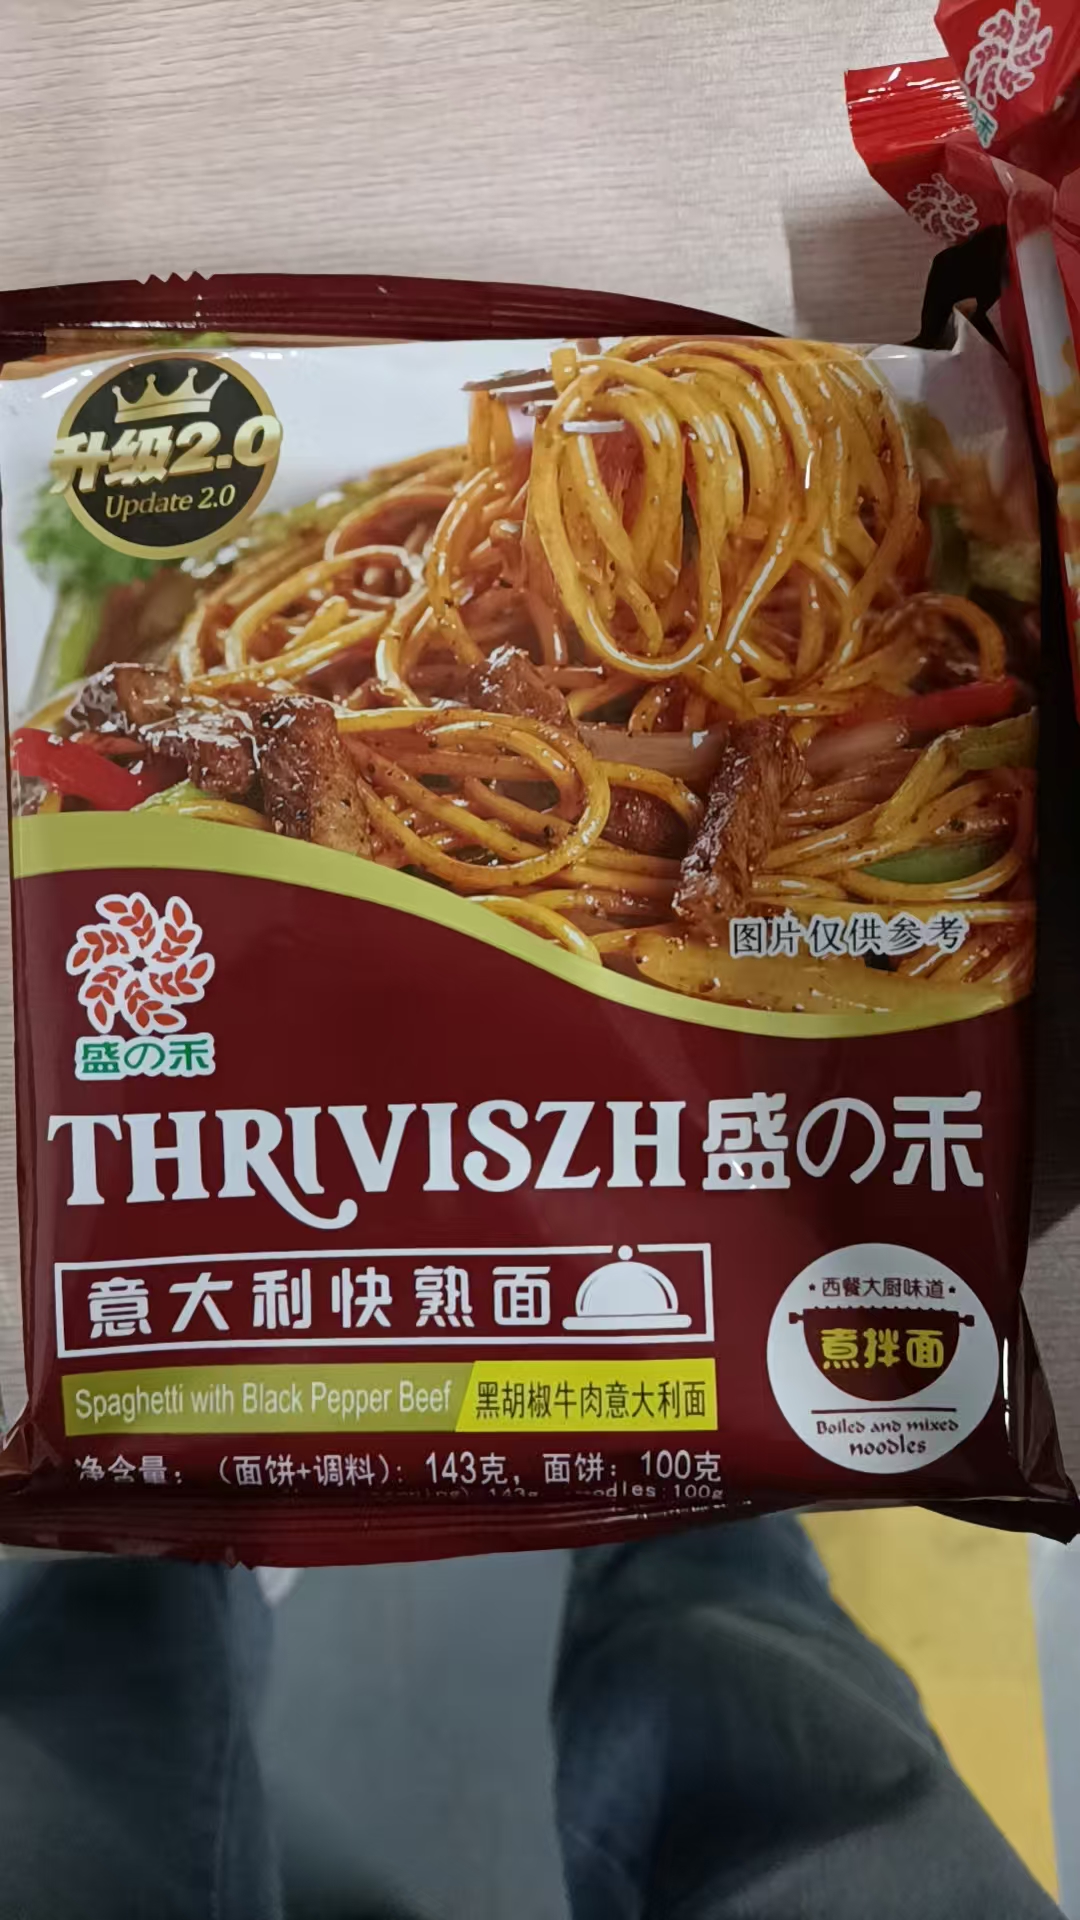 升级2.0
Update 2.0
图片仅供参考
盛の禾
THRIVISZH盛の禾
意大利快熟面
西餐大厨味道
煮拌面
Boiled and mixed
noodles
Spaghetti with Black Pepper Beef 黑胡椒牛肉意大利面
净含量：（面饼+调料）：143克，面饼：100克
143g
noodles:100g